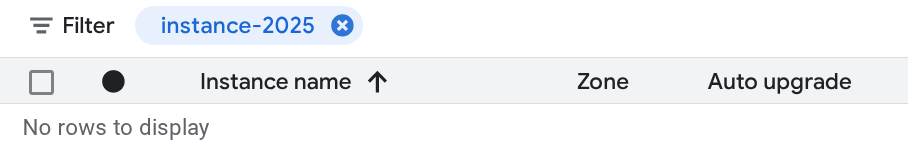 Filter instance-2025
Instance name Zone Auto upgrade
No rows to display